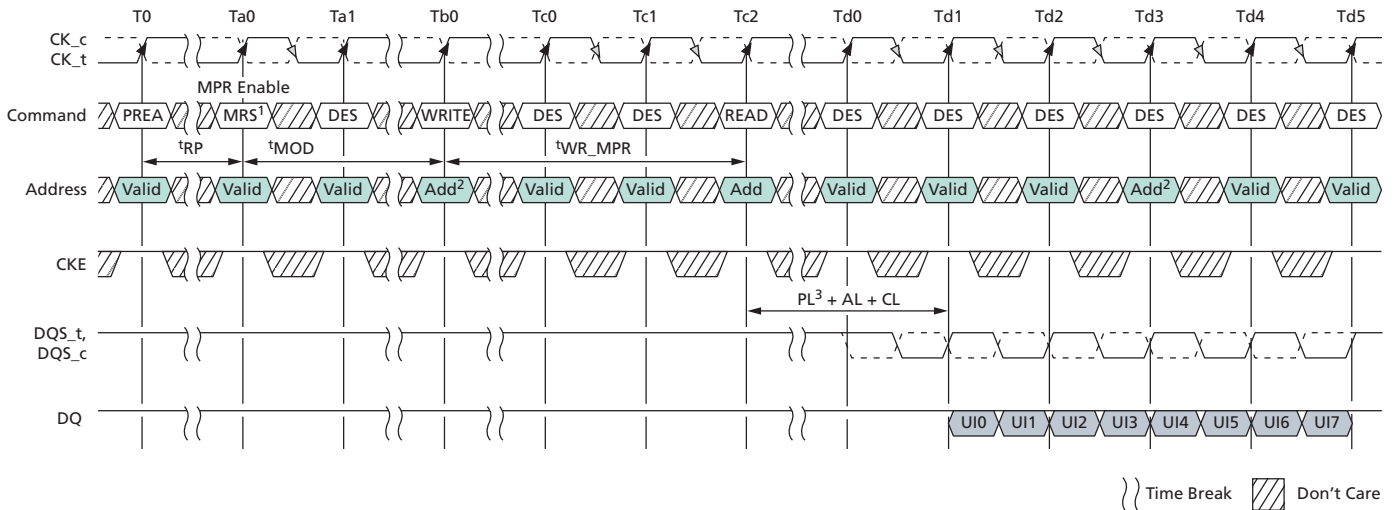 T0 Ta0 Ta1 Tb0 Tc0 Tc1 Tc2 Td0 Td1 Td2 Td3 Td4 Td5
CK_c
CK_t
MPR Enable
Command PREA MRS¹ DES WRITE DES DES READ DES DES DES DES DES DES
tRP tMOD tWR_MPR
Address Valid Valid Valid Add² Valid Valid Add Valid Valid Valid Add² Valid Valid
CKE
PL³ + AL + CL
DQS_t,
DQS_c
DQ UI0 UI1 UI2 UI3 UI4 UI5 UI6 UI7
Time Break Don't Care